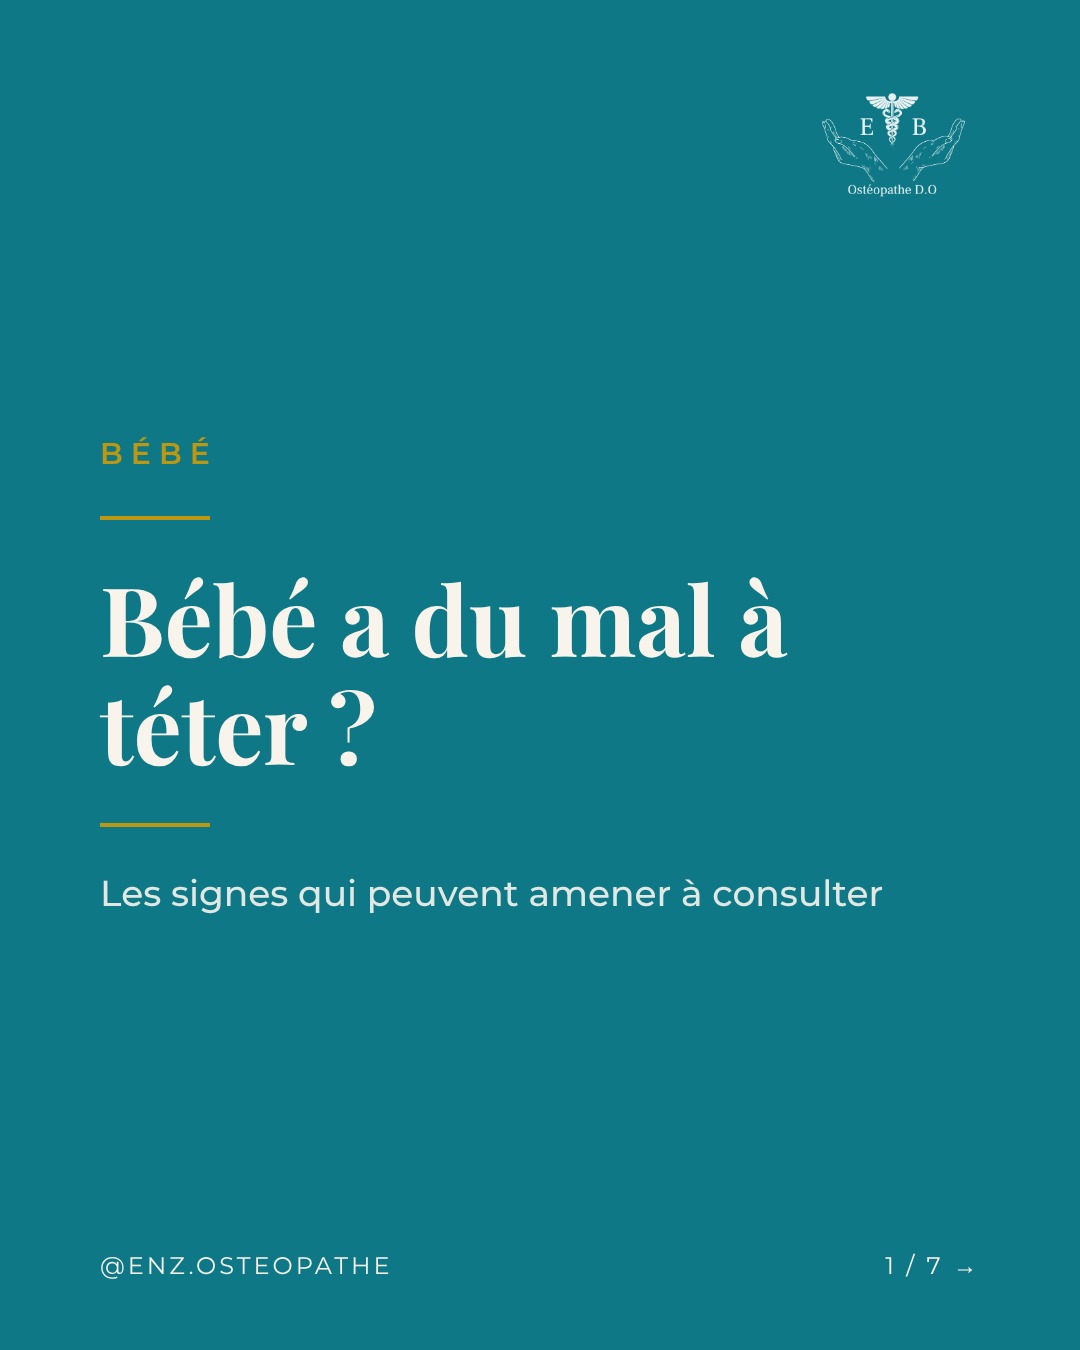 E B
Ostéopathe D.O
BÉBÉ
Bébé a du mal à
téter ?
Les signes qui peuvent amener à consulter
@ENZ.OSTEOPATHE
1 / 7 →